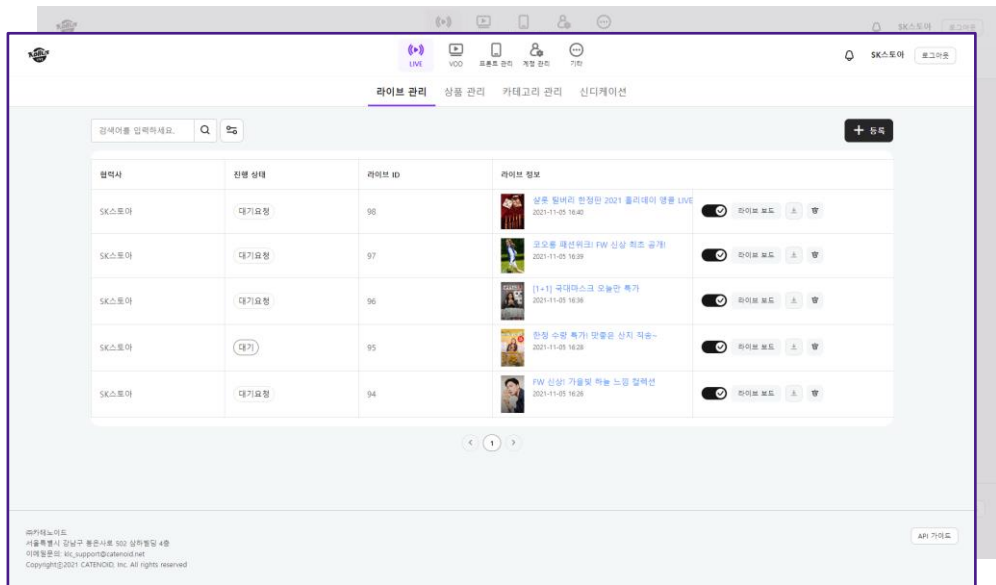 SK스토아 로그아웃
LIVE VOD 프론트 관리 계정 관리 기타
SK스토아 로그아웃
라이브 관리 상품 관리 카테고리 관리 신디케이션
검색어를 입력하세요. + 등록
협력사 진행 상태 라이브 ID 라이브 정보
SK스토아 대기요청 98 샬롯 틸버리 한정판 2021 홀리데이 앵콜 LIVE 라이브 보드
2021-11-05 16:40
SK스토아 대기요청 97 코오롱 패션위크! FW 신상 최초 공개! 라이브 보드
2021-11-05 16:39
SK스토아 대기요청 96 [1+1] 국대마스크 오늘만 특가 라이브 보드
2021-11-05 16:36
SK스토아 대기 95 한정 수량 특가! 맛좋은 산지 직송~ 라이브 보드
2021-11-05 16:28
SK스토아 대기요청 94 FW 신상! 가을빛 하늘 느낌 컬렉션 라이브 보드
2021-11-05 16:26
1
㈜카테노이드
서울특별시 강남구 봉은사로 502 삼하빌딩 4층
이메일문의: klc_support@catenoid.net
Copyrightⓒ2021 CATENOID, Inc. All rights reserved
API 가이드